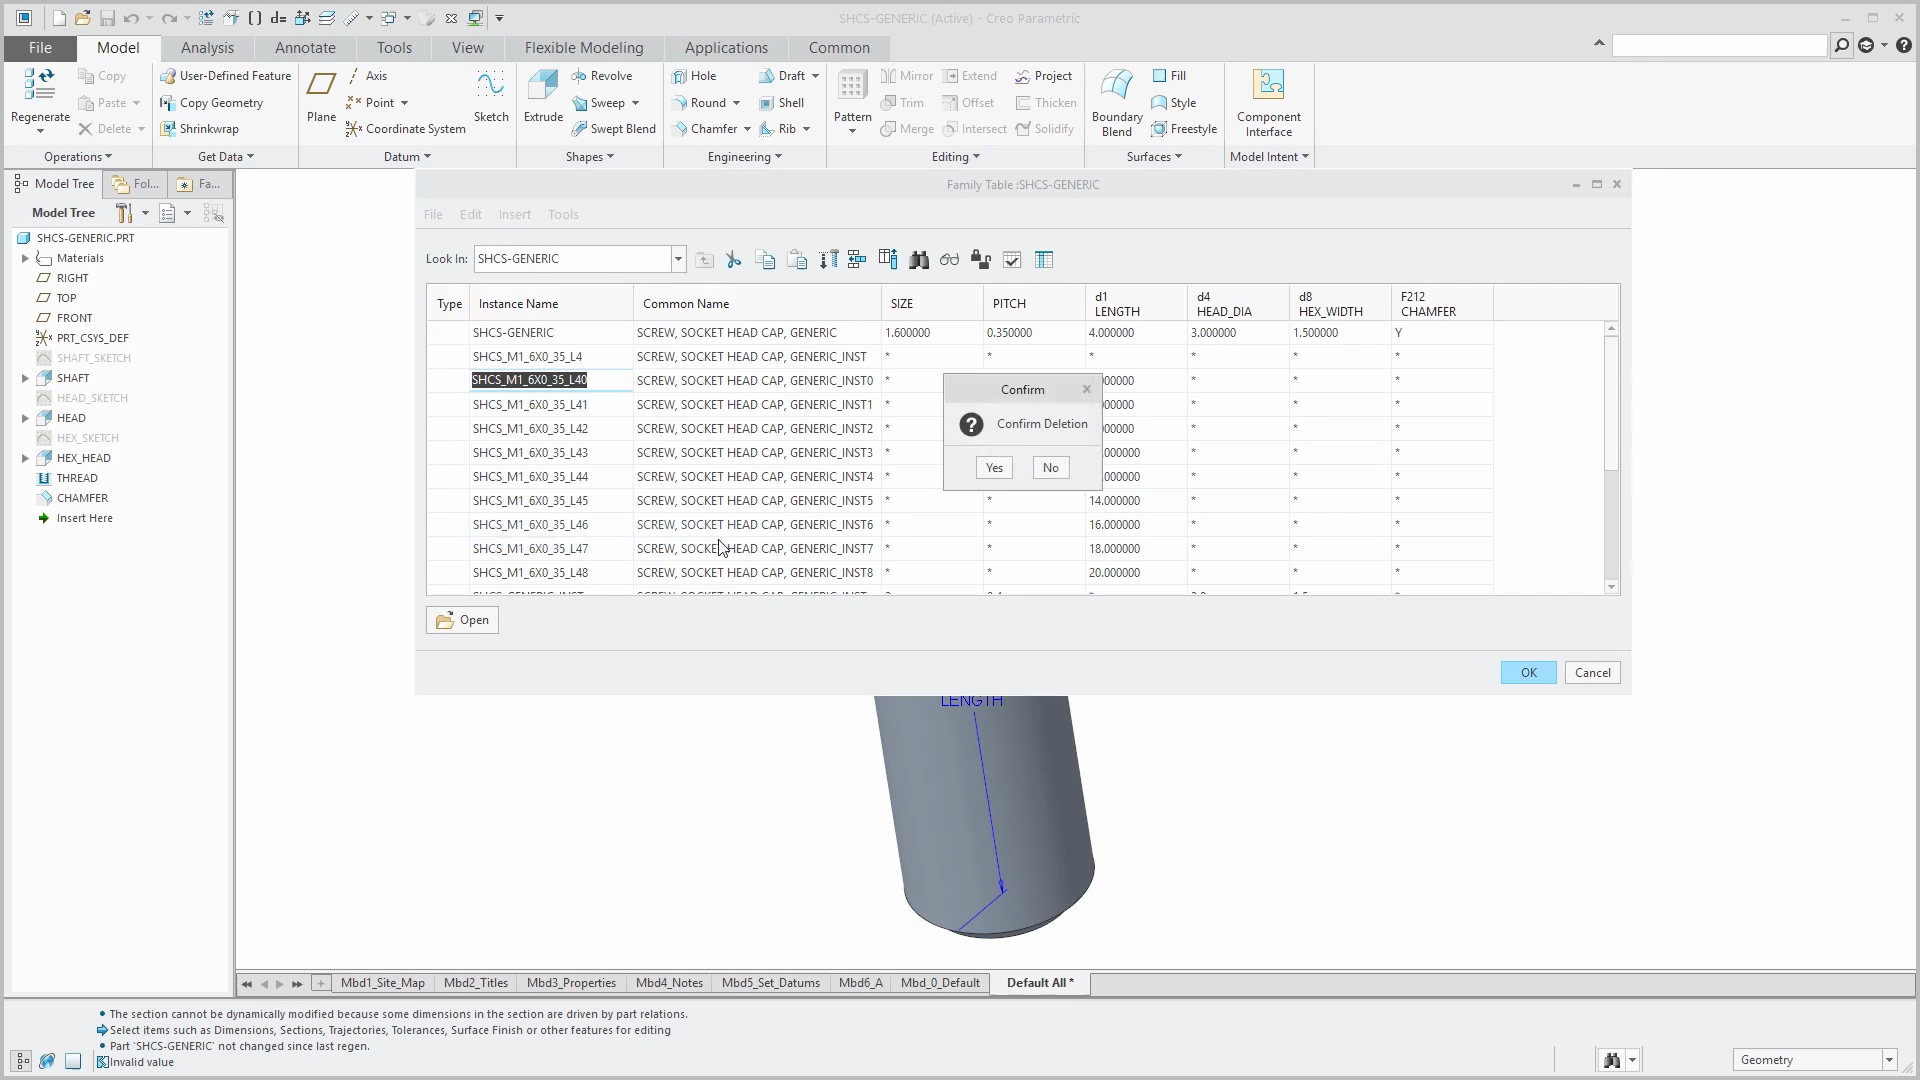 SHCS-GENERIC (Active) - Creo Parametric
File Model Analysis Annotate Tools View Flexible Modeling Applications Common
Regenerate
Copy
Paste
Delete
Operations
User-Defined Feature
Copy Geometry
Shrinkwrap
Get Data
Plane
Axis
Point
Coordinate System
Sketch
Datum
Extrude
Revolve
Sweep
Swept Blend
Shapes
Hole
Round
Chamfer
Draft
Shell
Rib
Engineering
Pattern
Mirror
Trim
Merge
Extend
Offset
Intersect
Project
Thicken
Solidify
Editing
Boundary
Blend
Fill
Style
Freestyle
Surfaces
Component
Interface
Model Intent
Model Tree Fol... Fa...
Model Tree
SHCS-GENERIC.PRT
Materials
RIGHT
TOP
FRONT
PRT_CSYS_DEF
SHAFT_SKETCH
SHAFT
HEAD_SKETCH
HEAD
HEX_SKETCH
HEX_HEAD
THREAD
CHAMFER
Insert Here
Family Table :SHCS-GENERIC
File Edit Insert Tools
Look In: SHCS-GENERIC
Type Instance Name Common Name SIZE PITCH d1 LENGTH d4 HEAD_DIA d8 HEX_WIDTH F212 CHAMFER
SHCS-GENERIC SCREW, SOCKET HEAD CAP, GENERIC 1.600000 0.350000 4.000000 3.000000 1.500000 Y
SHCS_M1_6X0_35_L4 SCREW, SOCKET HEAD CAP, GENERIC_INST * * * * * *
SHCS_M1_6X0_35_L40 SCREW, SOCKET HEAD CAP, GENERIC_INST0 * * * *
SHCS_M1_6X0_35_L41 SCREW, SOCKET HEAD CAP, GENERIC_INST1 * * * *
SHCS_M1_6X0_35_L42 SCREW, SOCKET HEAD CAP, GENERIC_INST2 * * * *
SHCS_M1_6X0_35_L43 SCREW, SOCKET HEAD CAP, GENERIC_INST3 * * * *
SHCS_M1_6X0_35_L44 SCREW, SOCKET HEAD CAP, GENERIC_INST4 * * * *
SHCS_M1_6X0_35_L45 SCREW, SOCKET HEAD CAP, GENERIC_INST5 * * 14.000000 * * *
SHCS_M1_6X0_35_L46 SCREW, SOCKET HEAD CAP, GENERIC_INST6 * * 16.000000 * * *
SHCS_M1_6X0_35_L47 SCREW, SOCKET HEAD CAP, GENERIC_INST7 * * 18.000000 * * *
SHCS_M1_6X0_35_L48 SCREW, SOCKET HEAD CAP, GENERIC_INST8 * * 20.000000 * * *
Confirm
Confirm Deletion
Yes No
Open
OK Cancel
LENGTH
Mbd1_Site_Map Mbd2_Titles Mbd3_Properties Mbd4_Notes Mbd5_Set_Datums Mbd6_A Mbd_0_Default Default All *
• The section cannot be dynamically modified because some dimensions in the section are driven by part relations.
Select items such as Dimensions, Sections, Trajectories, Tolerances, Surface Finish or other features for editing
• Part 'SHCS-GENERIC' not changed since last regen.
Invalid value
Geometry